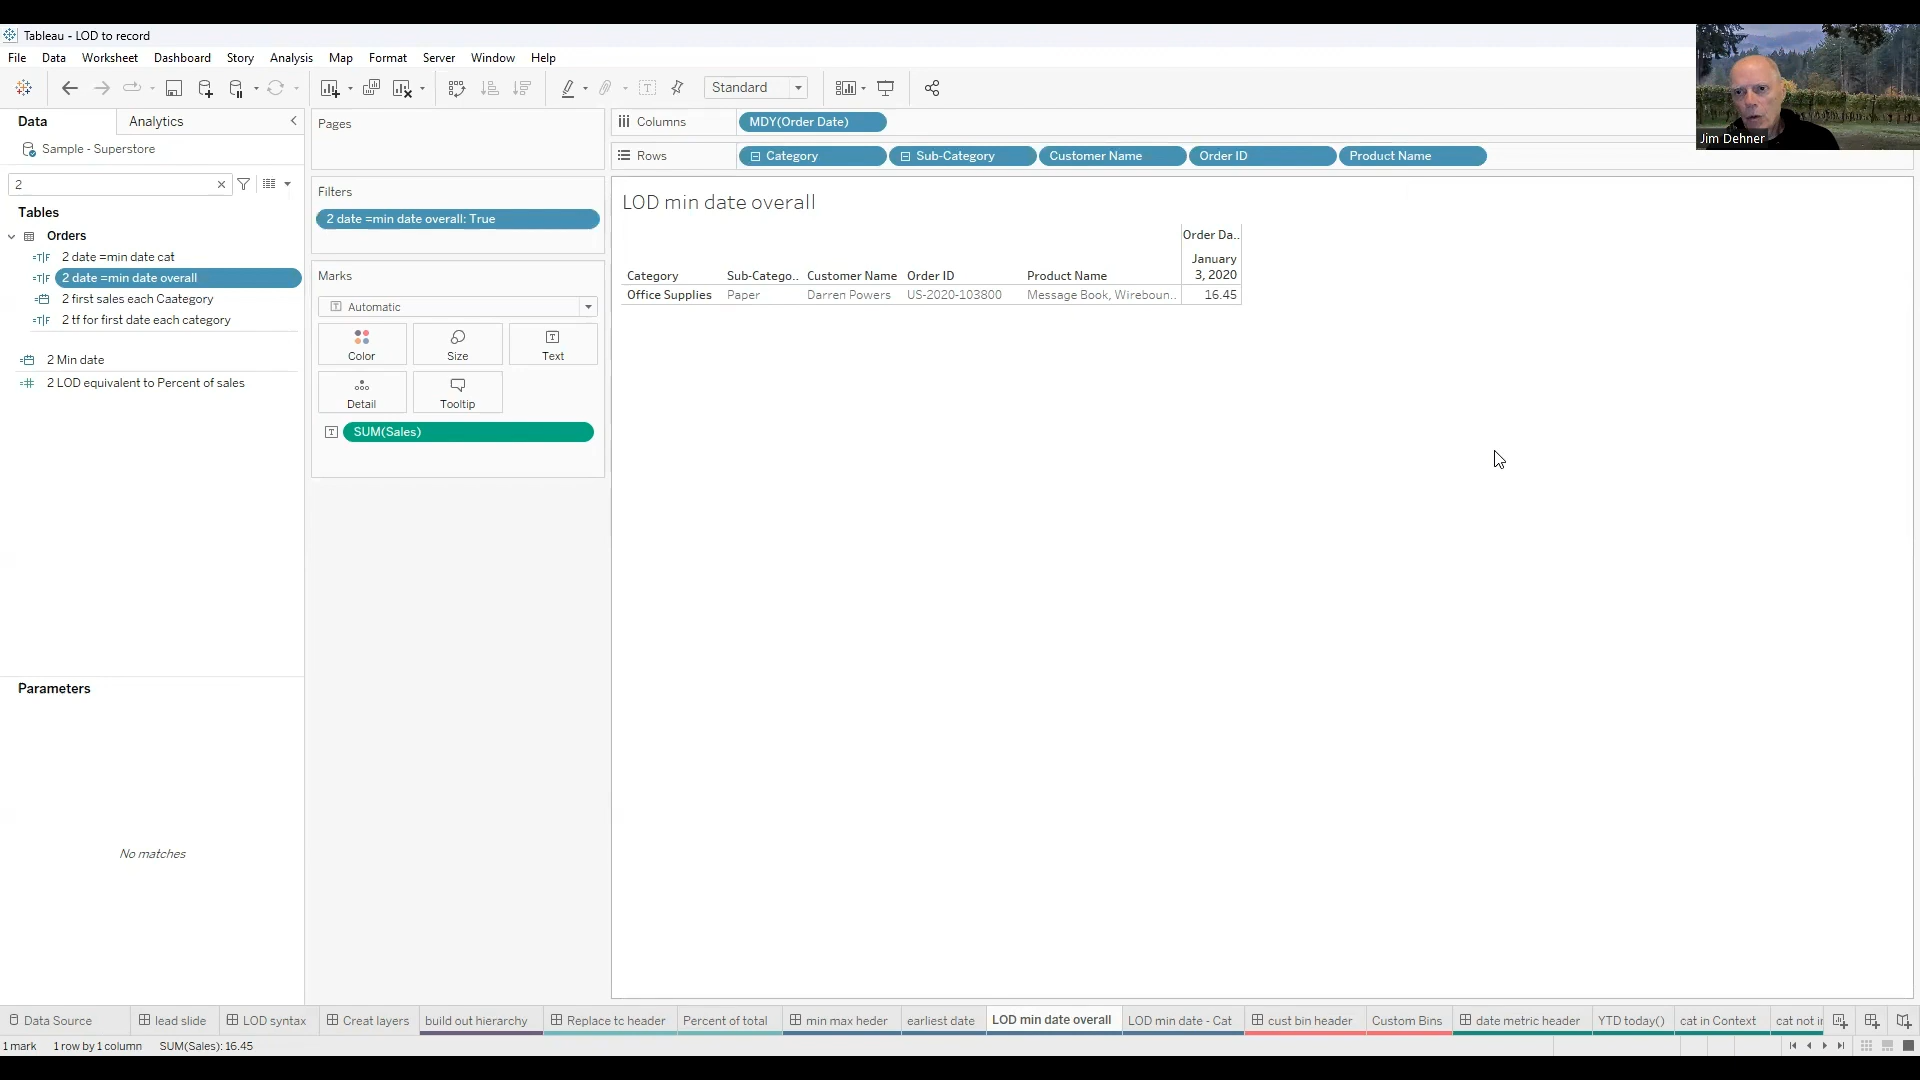 Tableau - LOD to record
File Data Worksheet Dashboard Story Analysis Map Format Server Window Help
Standard
Jim Dehner
Data Analytics
Sample - Superstore
2
Tables
Orders
2 date =min date cat
2 date =min date overall
2 first sales each Caategory
2 tf for first date each category
2 Min date
2 LOD equivalent to Percent of sales
Parameters
No matches
Pages
Filters
2 date =min date overall: True
Marks
Automatic
Color Size Text
Detail Tooltip
SUM(Sales)
Columns MDY(Order Date)
Rows Category Sub-Category Customer Name Order ID Product Name
LOD min date overall
Order Da..
January
3, 2020
Category Sub-Catego.. Customer Name Order ID Product Name
Office Supplies Paper Darren Powers US-2020-103800 Message Book, Wireboun.. 16.45
Data Source lead slide LOD syntax Creat layers build out hierarchy Replace tc header Percent of total min max heder earliest date LOD min date overall LOD min date - Cat cust bin header Custom Bins date metric header YTD today() cat in Context cat not i
1 mark 1 row by 1 column SUM(Sales): 16.45